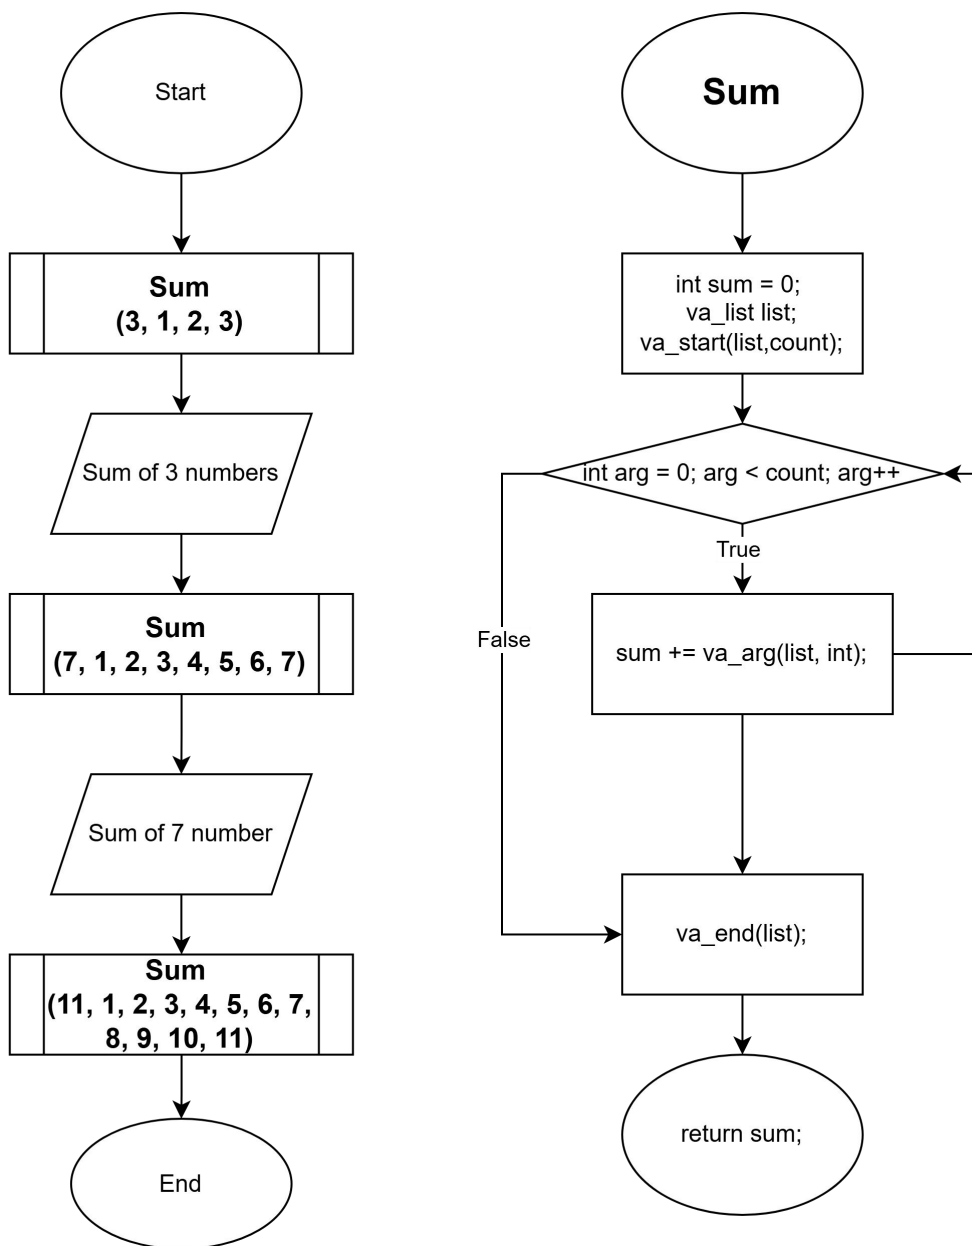 Start
Sum
(3, 1, 2, 3)
Sum of 3 numbers
Sum
(7, 1, 2, 3, 4, 5, 6, 7)
Sum of 7 number
Sum
(11, 1, 2, 3, 4, 5, 6, 7,
8, 9, 10, 11)
End
Sum
int sum = 0;
va_list list;
va_start(list,count);
int arg = 0; arg < count; arg++
True
False
sum += va_arg(list, int);
va_end(list);
return sum;